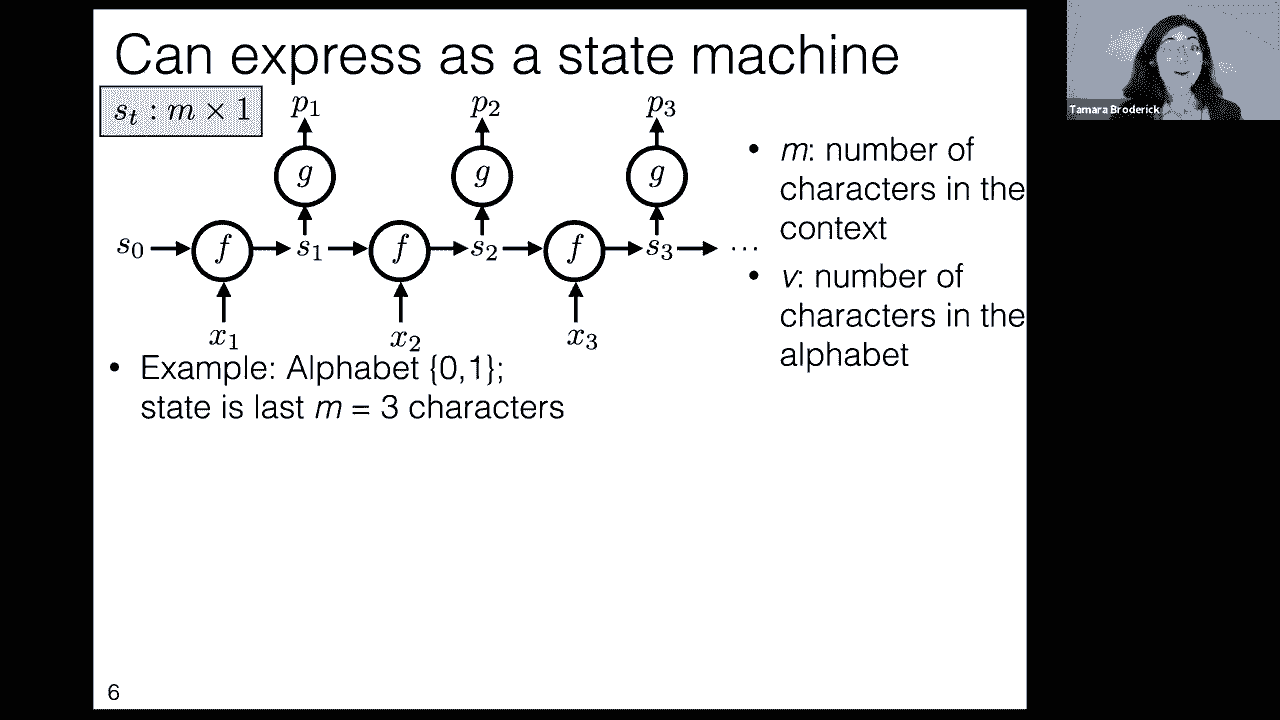 Can express as a state machine
s_t : m × 1
p_1 p_2 p_3
g g g
s_0 f s_1 f s_2 f s_3 ...
x_1 x_2 x_3
• Example: Alphabet {0,1};
state is last m = 3 characters
• m: number of
characters in the
context
• v: number of
characters in the
alphabet
6
Tamara Broderick